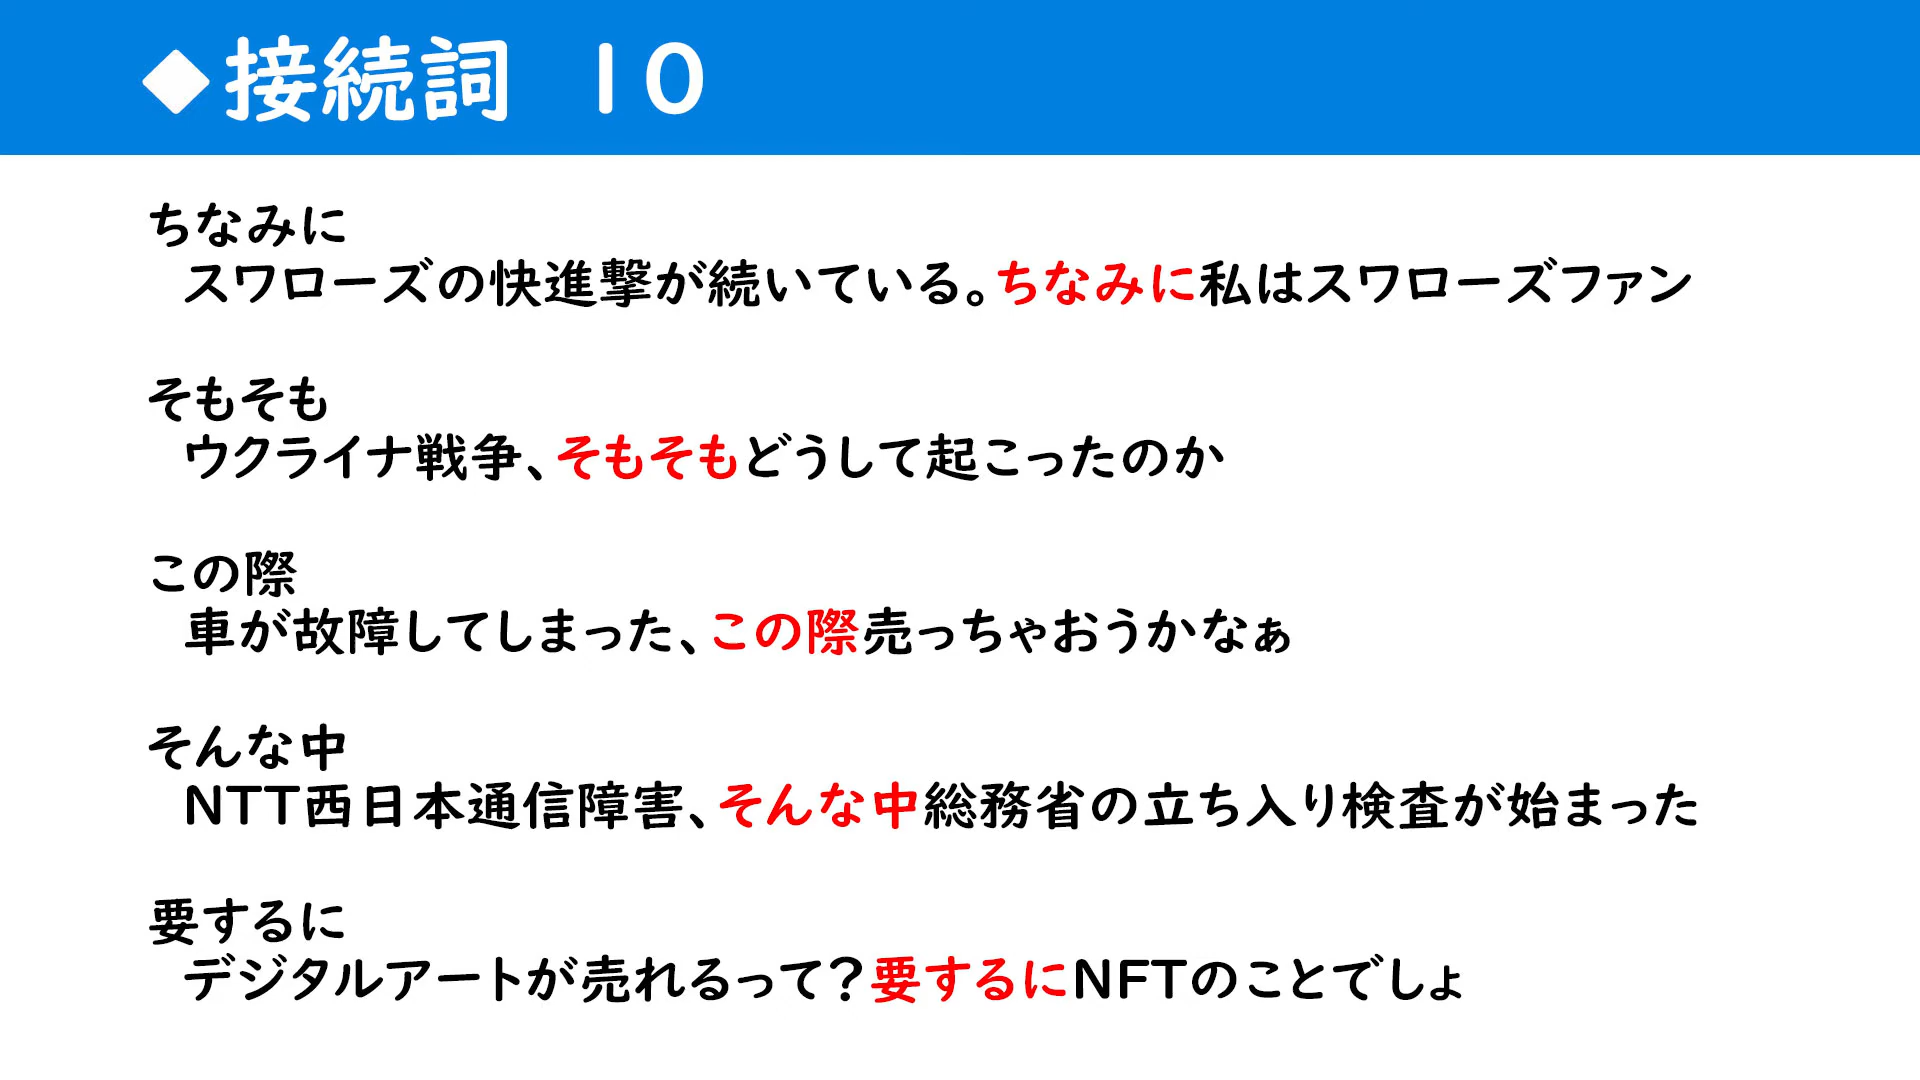 ◆接続詞 10
ちなみに
スワローズの快進撃が続いている。ちなみに私はスワローズファン
そもそも
ウクライナ戦争、そもそもどうして起こったのか
この際
車が故障してしまった、この際売っちゃおうかなぁ
そんな中
NTT西日本通信障害、そんな中総務省の立ち入り検査が始まった
要するに
デジタルアートが売れるって？要するにNFTのことでしょ